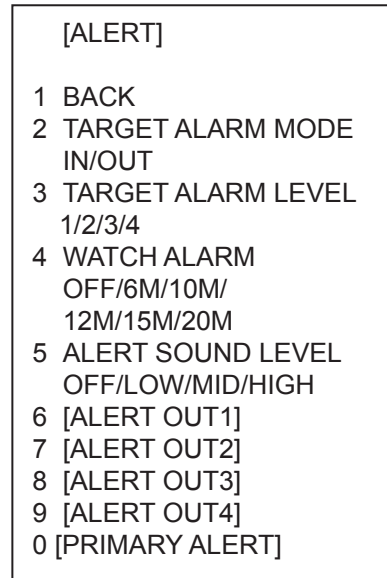 [ALERT]
1 BACK
2 TARGET ALARM MODE
IN/OUT
3 TARGET ALARM LEVEL
1/2/3/4
4 WATCH ALARM
OFF/6M/10M/
12M/15M/20M
5 ALERT SOUND LEVEL
OFF/LOW/MID/HIGH
6 [ALERT OUT1]
7 [ALERT OUT2]
8 [ALERT OUT3]
9 [ALERT OUT4]
0 [PRIMARY ALERT]